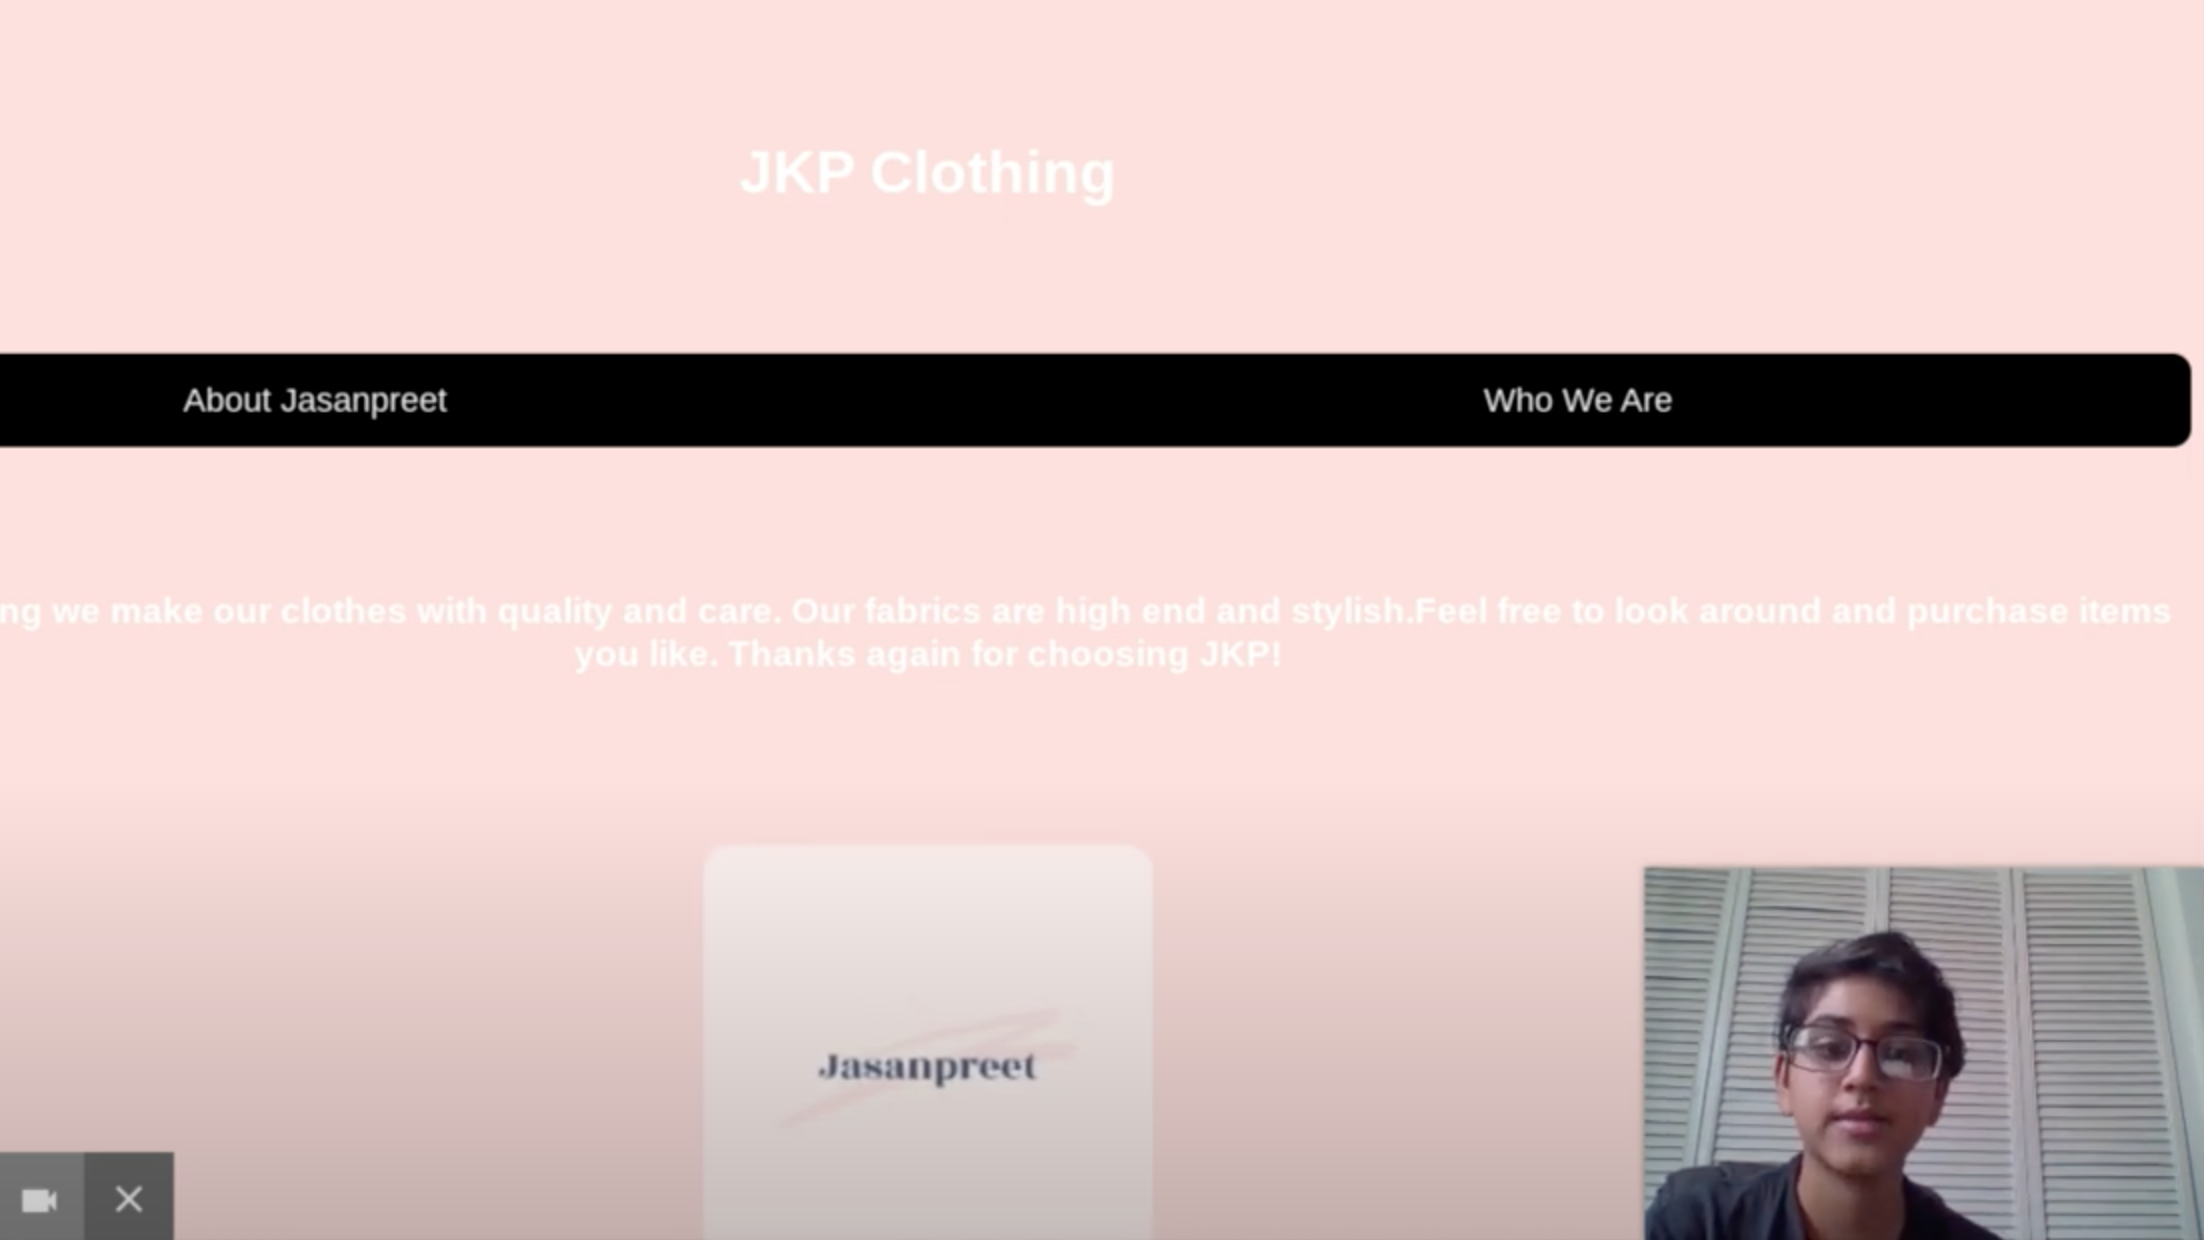 JKP Clothing
About Jasanpreet
Who We Are
ng we make our clothes with quality and care. Our fabrics are high end and stylish.Feel free to look around and purchase items
you like. Thanks again for choosing JKP!
Jasanpreet